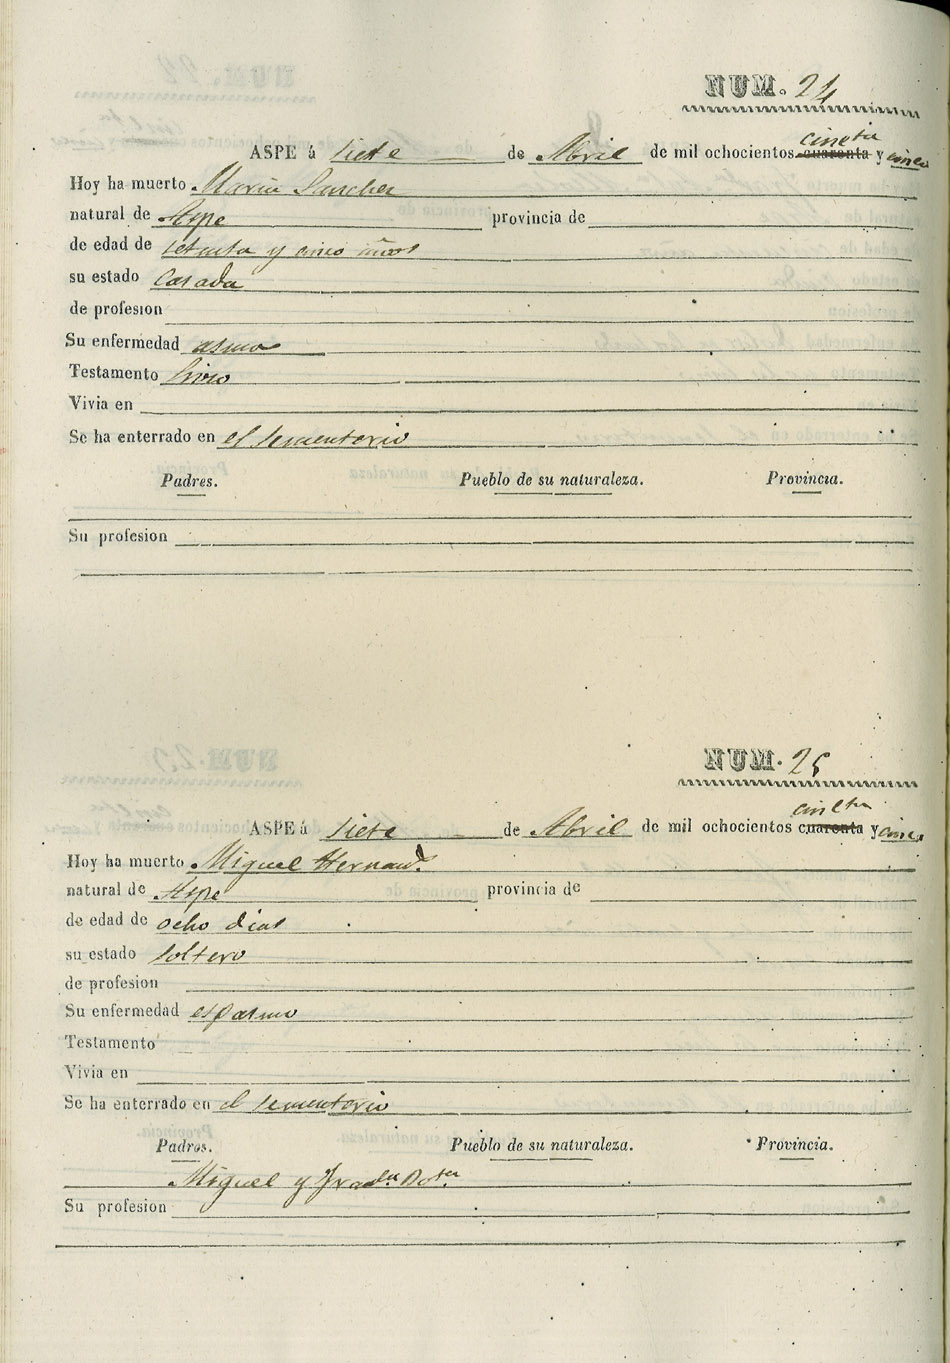 NUM. 24
ASPE á siete de Abril de mil ochocientos cuarenta cincta y cinco
Hoy ha muerto Maria Sanches
natural de Aspe provincia de
de edad de setenta y cinco años
su estado casada
de profesion
Su enfermedad asma
Testamento hiso
Vivia en
Se ha enterrado en el sementerio
Padres. Pueblo de su naturaleza. Provincia.
Su profesion
NUM. 25
ASPE á siete de Abril de mil ochocientos cuarenta cincta y cinco
Hoy ha muerto Miguel Hernand.
natural de Aspe provincia de
de edad de ocho dias
su estado soltero
de profesion
Su enfermedad espasmo
Testamento
Vivia en
Se ha enterrado en el sementerio
Padres. Pueblo de su naturaleza. Provincia.
Miguel y
Su profesion